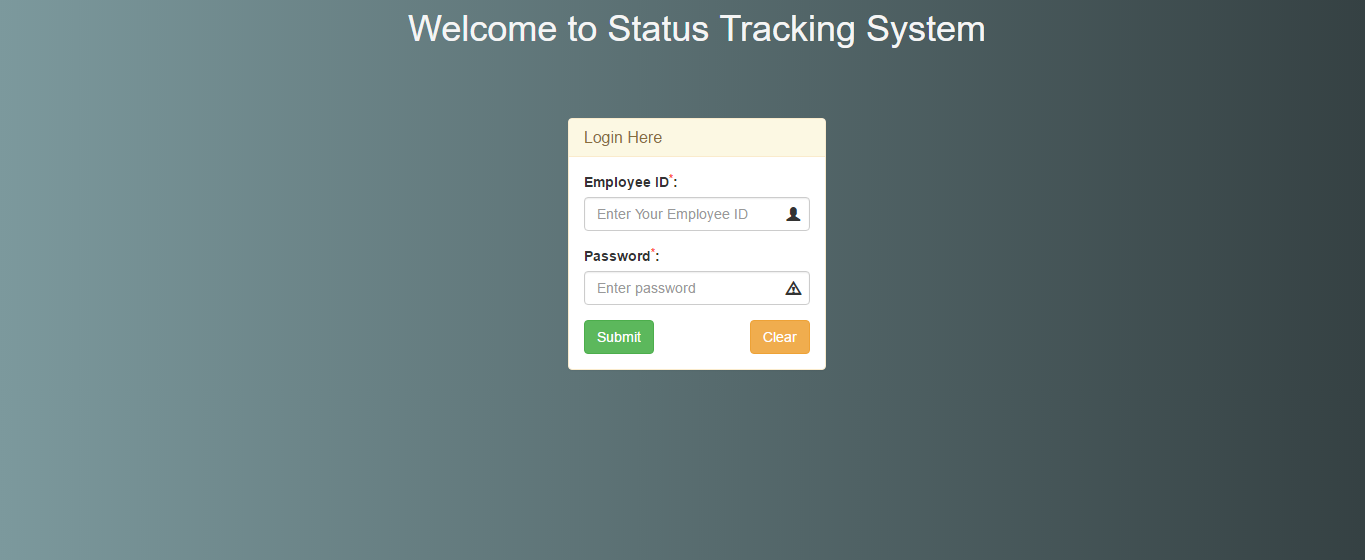 Welcome to Status Tracking System
Login Here
Employee ID*:
Enter Your Employee ID
Password*:
Enter password
Submit Clear